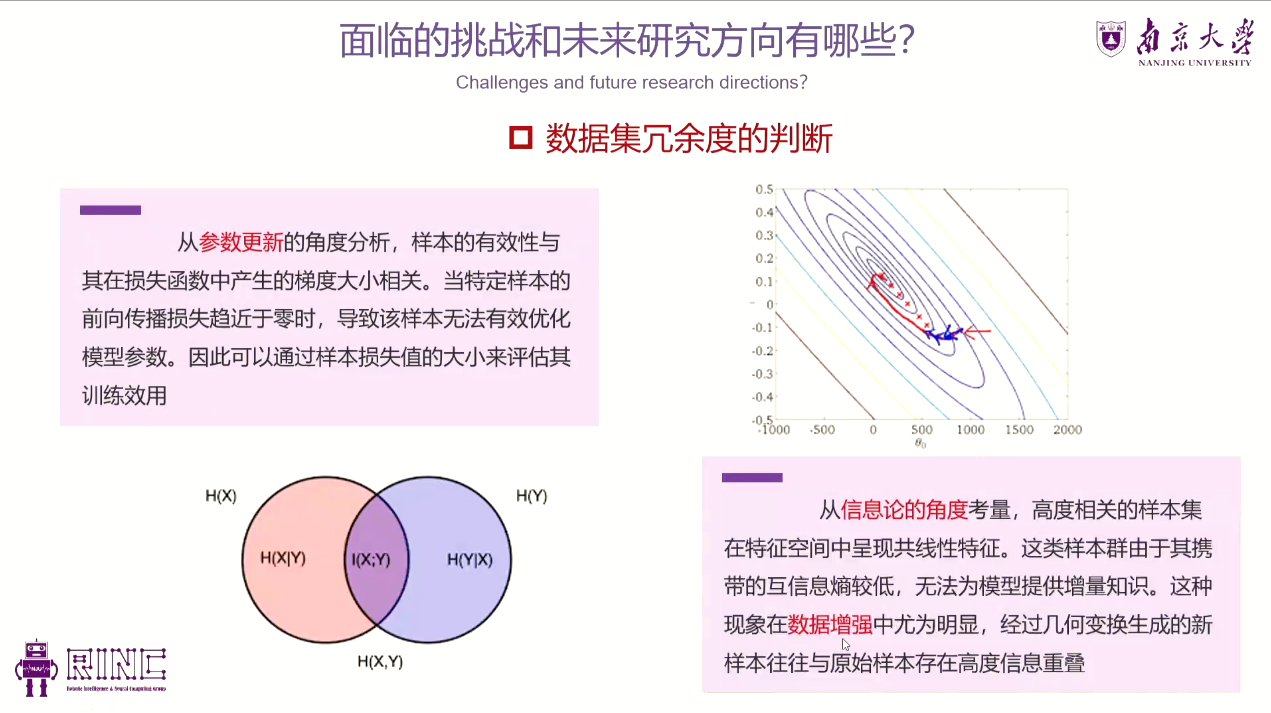 面临的挑战和未来研究方向有哪些?
Challenges and future research directions?
南京大學
NANJING UNIVERSITY
数据集冗余度的判断
从参数更新的角度分析，样本的有效性与
其在损失函数中产生的梯度大小相关。当特定样本的
前向传播损失趋近于零时，导致该样本无法有效优化
模型参数。因此可以通过样本损失值的大小来评估其
训练效用
0.5
0.4
0.3
0.2
0.1
0
-0.1
-0.2
-0.3
-0.4
-0.5
-1000 -500 0 500 1000 1500 2000
θ0
H(X)
H(Y)
H(X|Y) I(X;Y) H(Y|X)
H(X,Y)
从信息论的角度考量，高度相关的样本集
在特征空间中呈现共线性特征。这类样本群由于其携
带的互信息熵较低，无法为模型提供增量知识。这种
现象在数据增强中尤为明显，经过几何变换生成的新
样本往往与原始样本存在高度信息重叠
NJU
RINC
Robotic Intelligence & Neural Computing Group